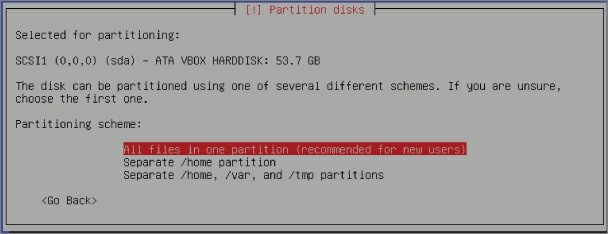 [!] Partition disks
Selected for partitioning:
SCSI1 (0,0,0) (sda) - ATA VBOX HARDDISK: 53.7 GB
The disk can be partitioned using one of several different schemes. If you are unsure,
choose the first one.
Partitioning scheme:
All files in one partition (recommended for new users)
Separate /home partition
Separate /home, /var, and /tmp partitions
<Go Back>